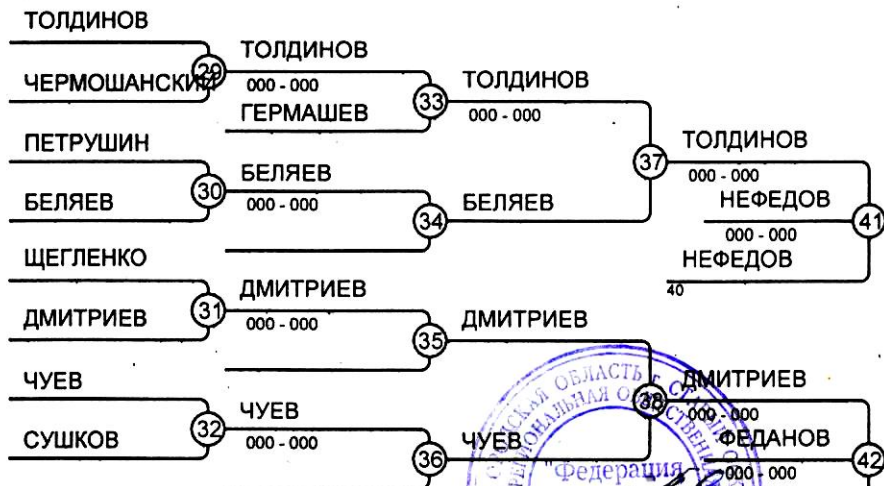 ТОЛДИНОВ
ТОЛДИНОВ
29
ЧЕРМОШАНСКИЙ
000 - 000
ТОЛДИНОВ
33
000 - 000
ГЕРМАШЕВ
ПЕТРУШИН
ТОЛДИНОВ
37
000 - 000
БЕЛЯЕВ
30
000 - 000
БЕЛЯЕВ
НЕФЕДОВ
БЕЛЯЕВ
34
41
000 - 000
ЩЕГЛЕНКО
НЕФЕДОВ
40
ДМИТРИЕВ
31
000 - 000
ДМИТРИЕВ
ДМИТРИЕВ
35
ЧУЕВ
ДМИТРИЕВ
38
000 - 000
ЧУЕВ
32
000 - 000
СУШКОВ
ЧУЕВ
36
ФЕДАНОВ
42
000 - 000
ОБЛАСТЬ г.
"Федерация